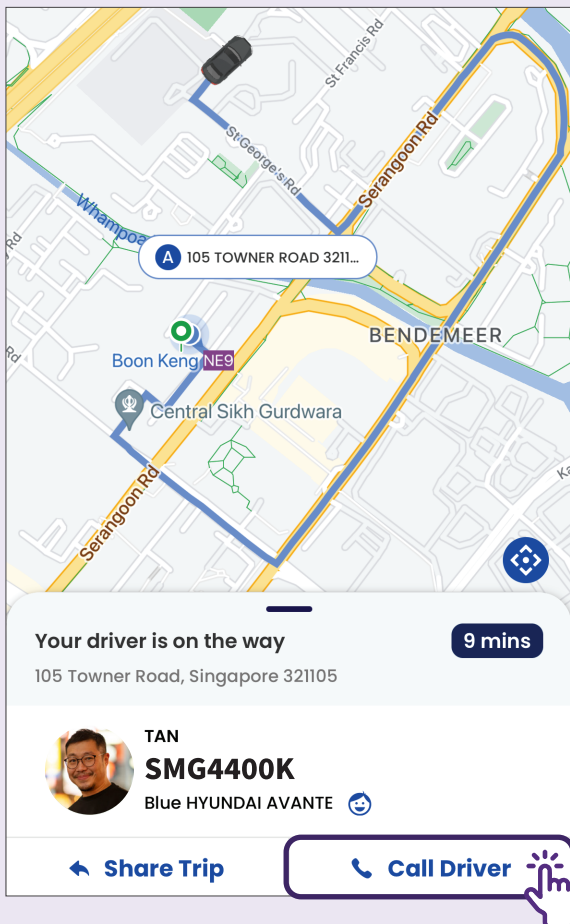 St Francis Rd
St George's Rd
Serangoon Rd
Whampoa
A 105 TOWNER ROAD 3211...
BENDEMEER
Boon Keng NE9
Central Sikh Gurdwara
Serangoon Rd
Rd
Ka
Your driver is on the way
9 mins
105 Towner Road, Singapore 321105
TAN
SMG4400K
Blue HYUNDAI AVANTE
Share Trip
Call Driver